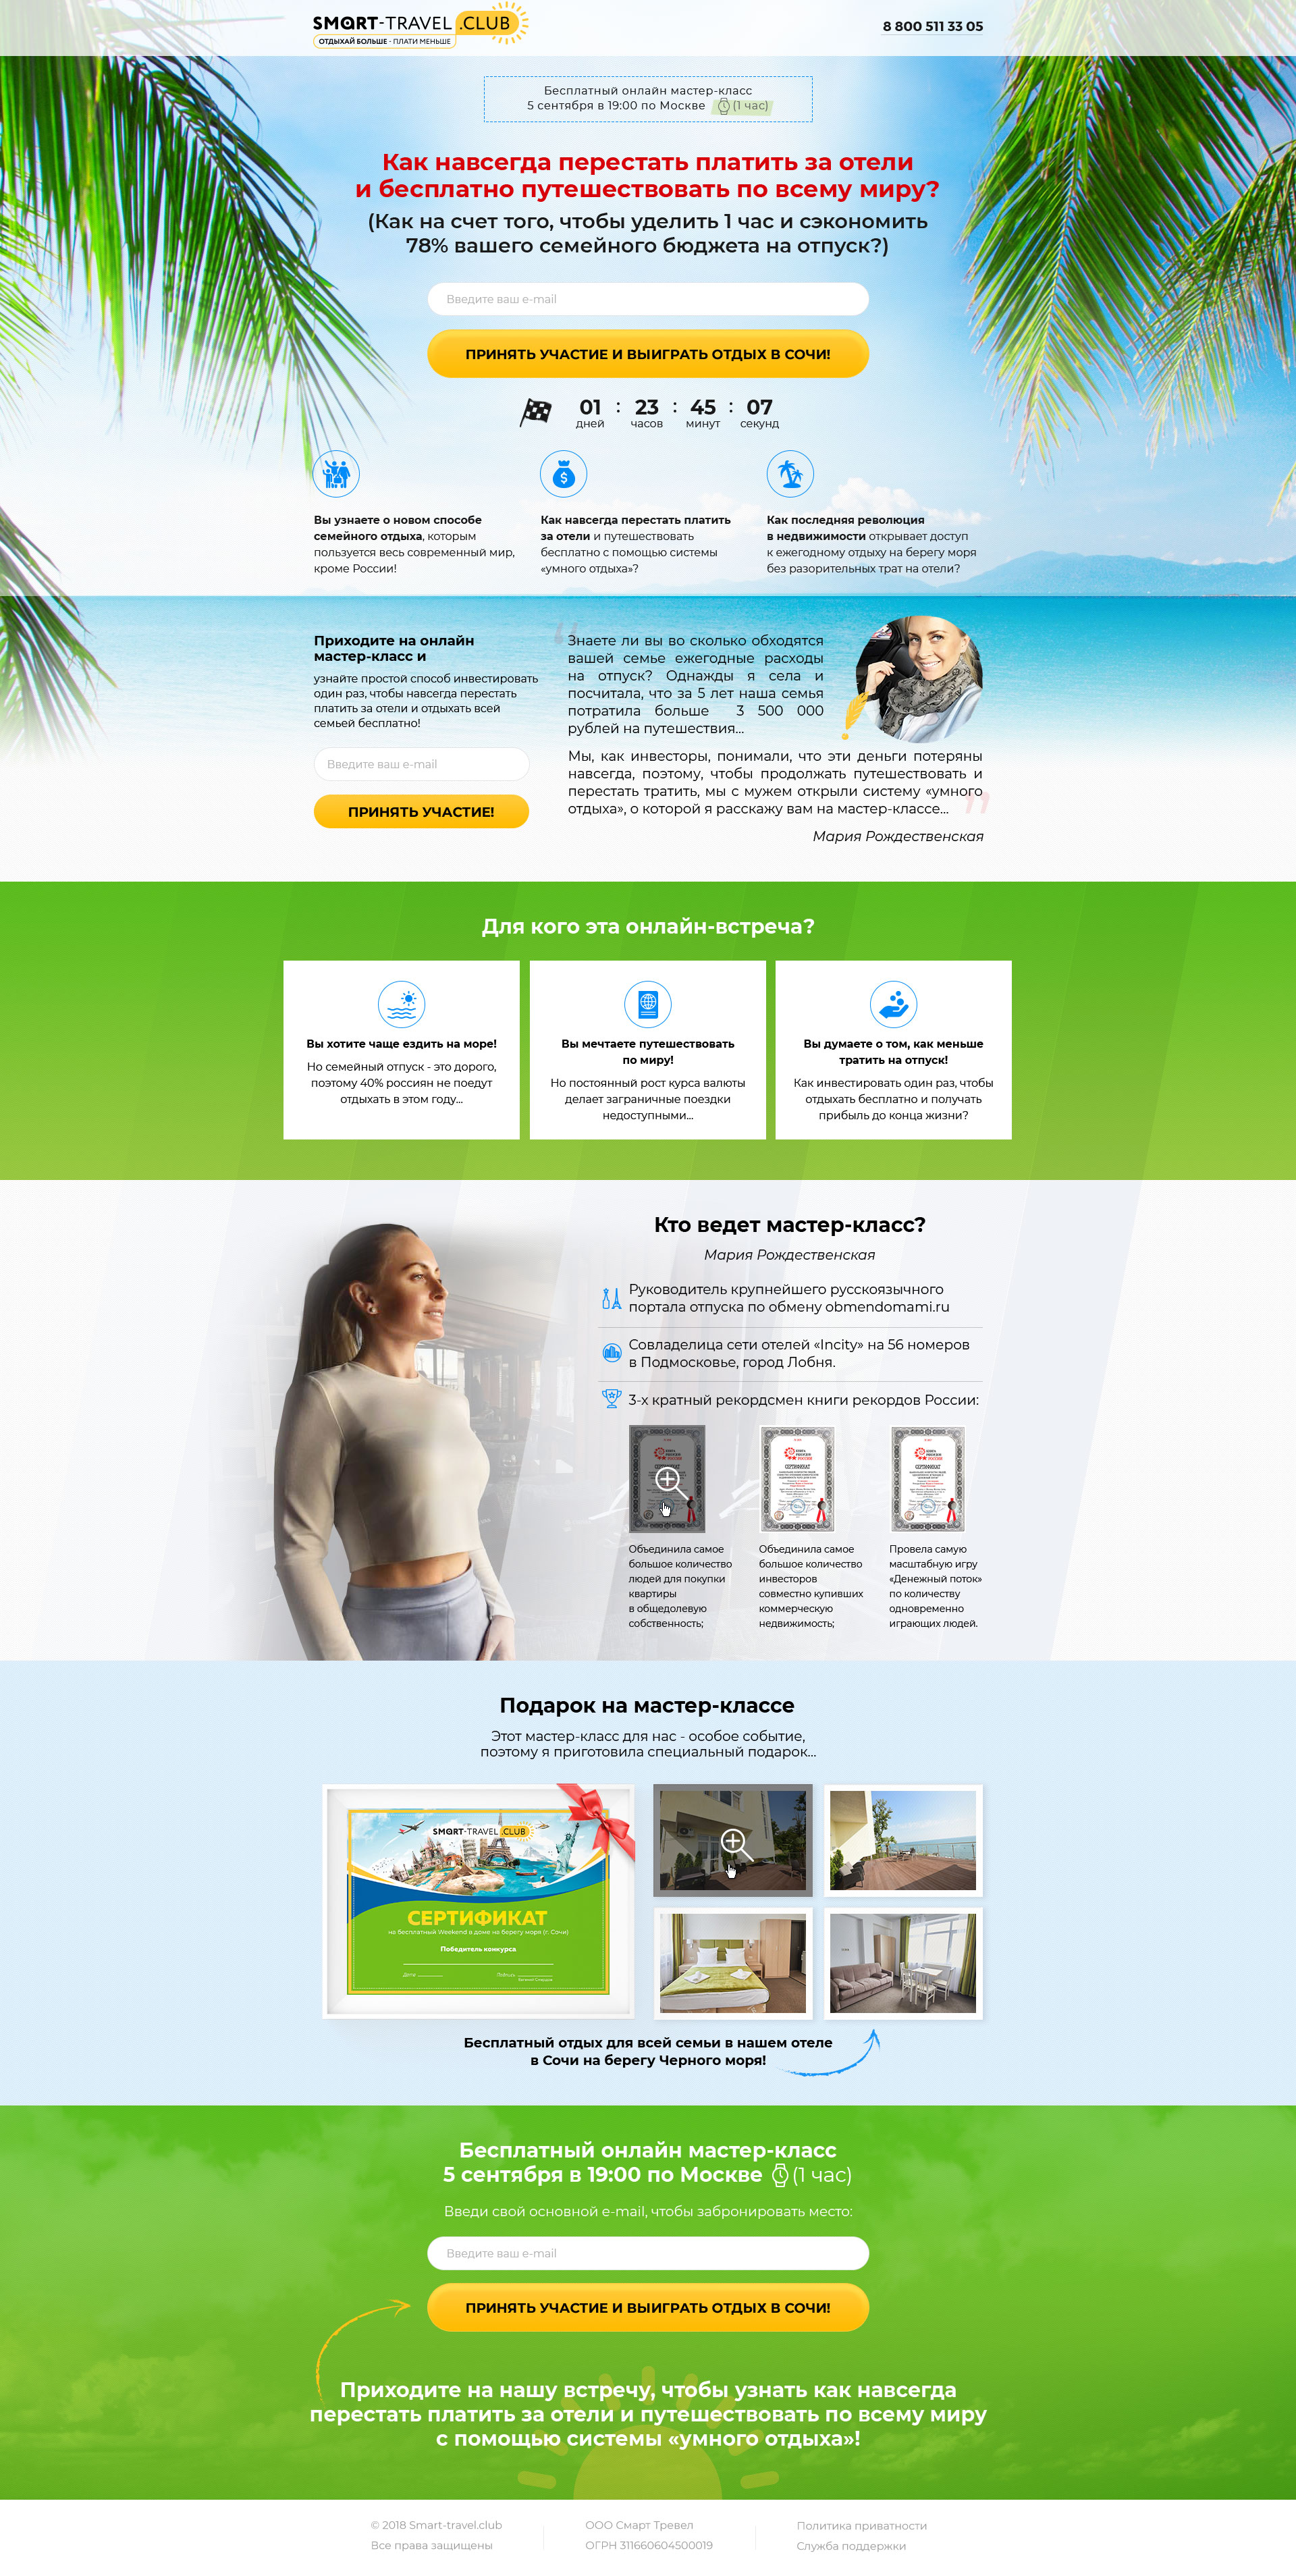 SMART-TRAVEL .CLUB
ОТДЫХАЙ БОЛЬШЕ - ПЛАТИ МЕНЬШЕ
8 800 511 33 05
Бесплатный онлайн мастер-класс
5 сентября в 19:00 по Москве (1 час)
Как навсегда перестать платить за отели
и бесплатно путешествовать по всему миру?
(Как на счет того, чтобы уделить 1 час и сэкономить
78% вашего семейного бюджета на отпуск?)
Введите ваш e-mail
ПРИНЯТЬ УЧАСТИЕ И ВЫИГРАТЬ ОТДЫХ В СОЧИ!
01 : 23 : 45 : 07
дней часов минут секунд
Вы узнаете о новом способе
семейного отдыха, которым
пользуется весь современный мир,
кроме России!
Как навсегда перестать платить
за отели и путешествовать
бесплатно с помощью системы
«умного отдыха»?
Как последняя революция
в недвижимости открывает доступ
к ежегодному отдыху на берегу моря
без разорительных трат на отели?
Приходите на онлайн
мастер-класс и
узнайте простой способ инвестировать
один раз, чтобы навсегда перестать
платить за отели и отдыхать всей
семьей бесплатно!
Введите ваш e-mail
ПРИНЯТЬ УЧАСТИЕ!
Знаете ли вы во сколько обходятся
вашей семье ежегодные расходы
на отпуск? Однажды я села и
посчитала, что за 5 лет наша семья
потратила больше 3 500 000
рублей на путешествия...
Мы, как инвесторы, понимали, что эти деньги потеряны
навсегда, поэтому, чтобы продолжать путешествовать и
перестать тратить, мы с мужем открыли систему «умного
отдыха», о которой я расскажу вам на мастер-классе...
Мария Рождественская
Для кого эта онлайн-встреча?
Вы хотите чаще ездить на море!
Но семейный отпуск - это дорого,
поэтому 40% россиян не поедут
отдыхать в этом году...
Вы мечтаете путешествовать
по миру!
Но постоянный рост курса валюты
делает заграничные поездки
недоступными...
Вы думаете о том, как меньше
тратить на отпуск!
Как инвестировать один раз, чтобы
отдыхать бесплатно и получать
прибыль до конца жизни?
Кто ведет мастер-класс?
Мария Рождественская
Руководитель крупнейшего русскоязычного
портала отпуска по обмену obmendomami.ru
Совладелица сети отелей «Incity» на 56 номеров
в Подмосковье, город Лобня.
3-х кратный рекордсмен книги рекордов России:
СЕРТИФИКАТ
СЕРТИФИКАТ
СЕРТИФИКАТ
Объединила самое
большое количество
людей для покупки
квартиры
в общедолевую
собственность;
Объединила самое
большое количество
инвесторов
совместно купивших
коммерческую
недвижимость;
Провела самую
масштабную игру
«Денежный поток»
по количеству
одновременно
играющих людей.
Подарок на мастер-классе
Этот мастер-класс для нас - особое событие,
поэтому я приготовила специальный подарок...
SMART-TRAVEL .CLUB
СЕРТИФИКАТ
на бесплатный Weekend в доме на берегу моря (г. Сочи)
Победитель конкурса
Дата
Бесплатный отдых для всей семьи в нашем отеле
в Сочи на берегу Черного моря!
Бесплатный онлайн мастер-класс
5 сентября в 19:00 по Москве (1 час)
Введи свой основной e-mail, чтобы забронировать место:
Введите ваш e-mail
ПРИНЯТЬ УЧАСТИЕ И ВЫИГРАТЬ ОТДЫХ В СОЧИ!
Приходите на нашу встречу, чтобы узнать как навсегда
перестать платить за отели и путешествовать по всему миру
с помощью системы «умного отдыха»!
© 2018 Smart-travel.club
Все права защищены
ООО Смарт Тревел
ОГРН 311660604500019
Политика приватности
Служба поддержки